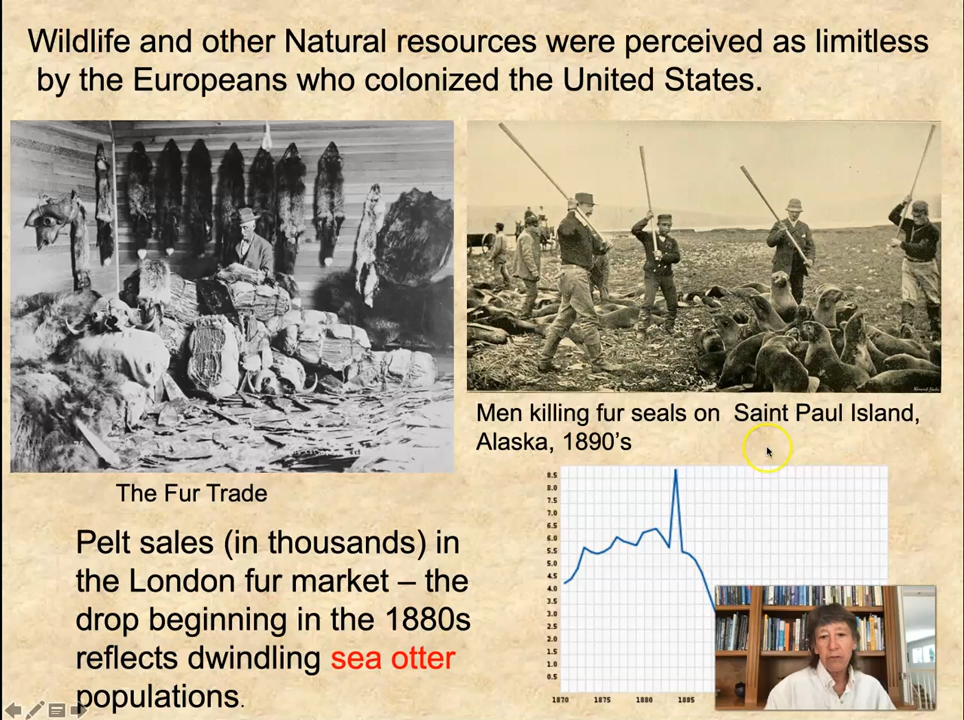 Wildlife and other Natural resources were perceived as limitless
by the Europeans who colonized the United States.
Men killing fur seals on Saint Paul Island,
Alaska, 1890's
The Fur Trade
Pelt sales (in thousands) in
the London fur market – the
drop beginning in the 1880s
reflects dwindling sea otter
populations.
8.5
8.0
7.5
7.0
6.5
6.0
5.5
5.0
4.5
4.0
3.5
3.0
2.5
2.0
1.5
1.0
0.5
1870 1875 1880 1885